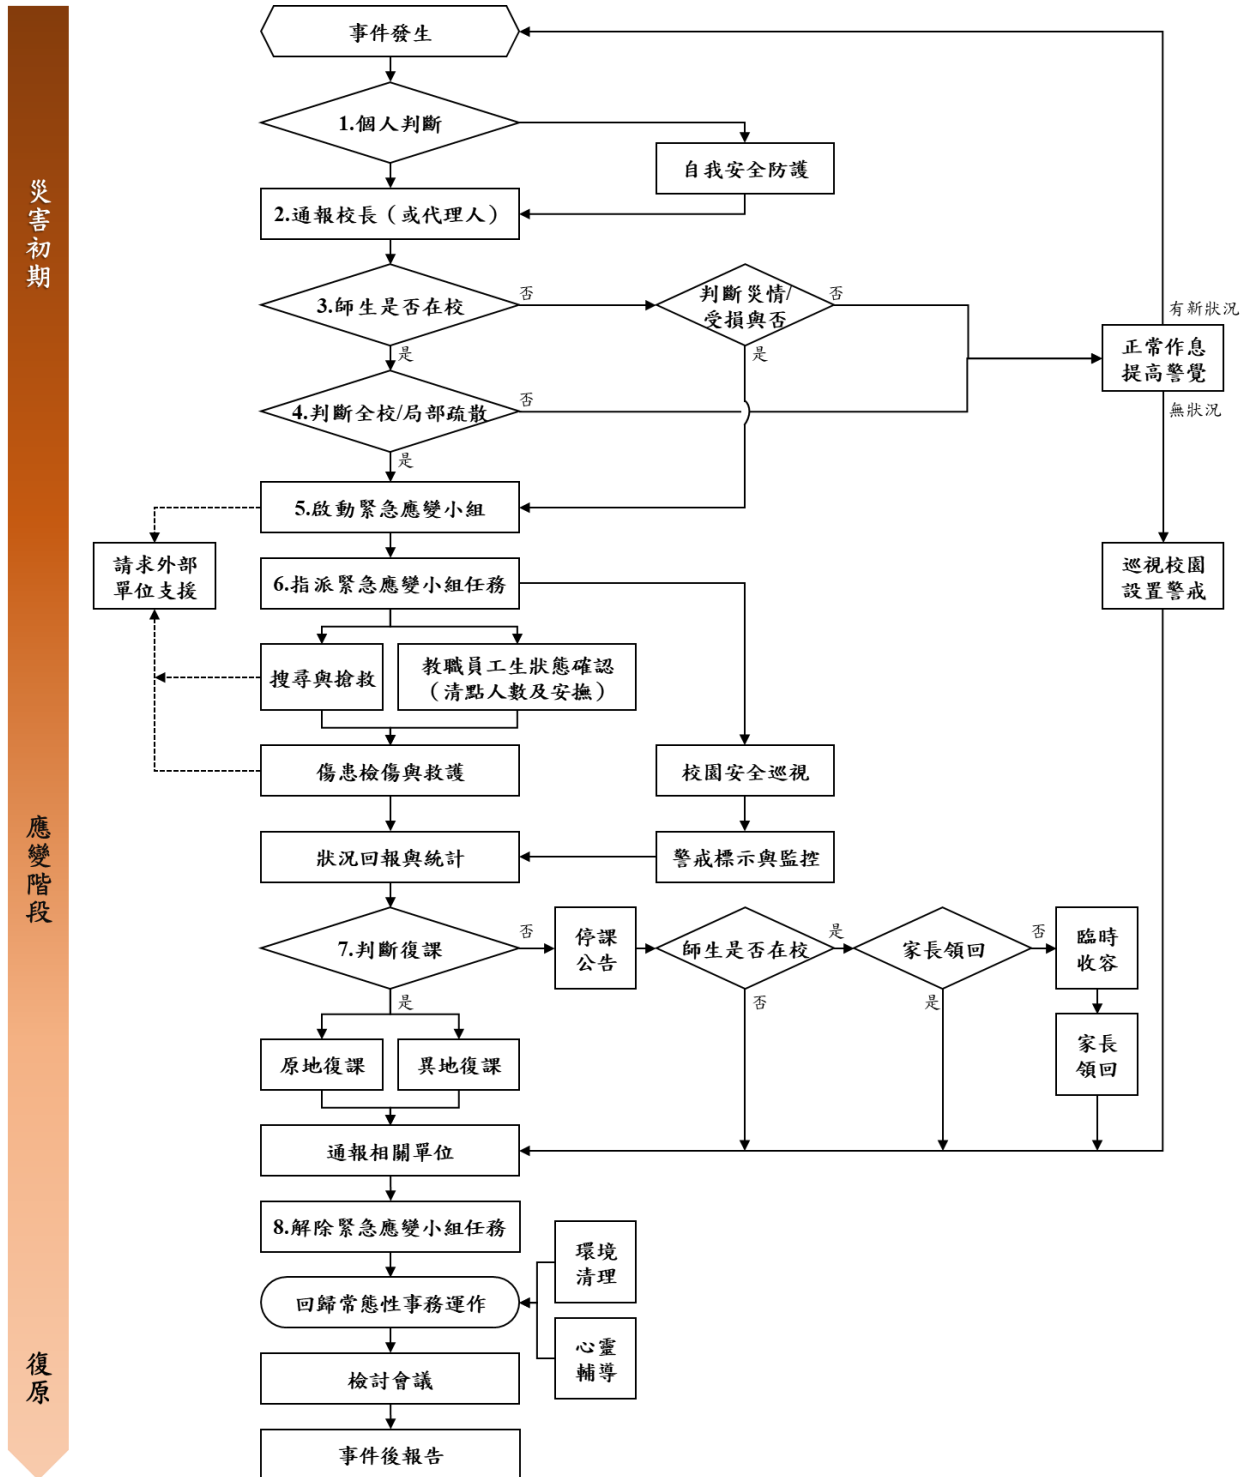 災害初期
應變階段
復原
事件發生
1.個人判斷
自我安全防護
2.通報校長（或代理人）
3.師生是否在校
否
判斷災情/
受損與否
否
有新狀況
正常作息
提高警覺
無狀況
是
是
4.判斷全校/局部疏散
否
是
5.啟動緊急應變小組
請求外部
單位支援
巡視校園
設置警戒
6.指派緊急應變小組任務
搜尋與搶救
教職員工生狀態確認
（清點人數及安撫）
傷患檢傷與救護
校園安全巡視
狀況回報與統計
警戒標示與監控
7.判斷復課
否
停課
公告
師生是否在校
是
家長領回
否
臨時
收容
是
否
是
原地復課
異地復課
家長
領回
通報相關單位
8.解除緊急應變小組任務
環境
清理
回歸常態性事務運作
心靈
輔導
檢討會議
事件後報告